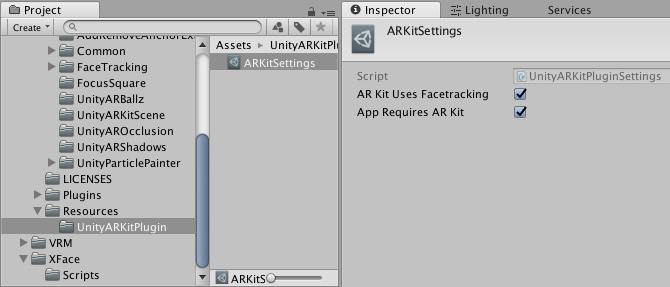 Project
Create
AddRemoveAnchorEx
Common
FaceTracking
FocusSquare
UnityARBallz
UnityARKitScene
UnityAROcclusion
UnityARShadows
UnityParticlePainter
LICENSES
Plugins
Resources
UnityARKitPlugin
VRM
XFace
Scripts
Assets UnityARKitPlu
ARKitSettings
ARKitS
Inspector Lighting Services
ARKitSettings
Script UnityARKitPluginSettings
AR Kit Uses Facetracking
App Requires AR Kit